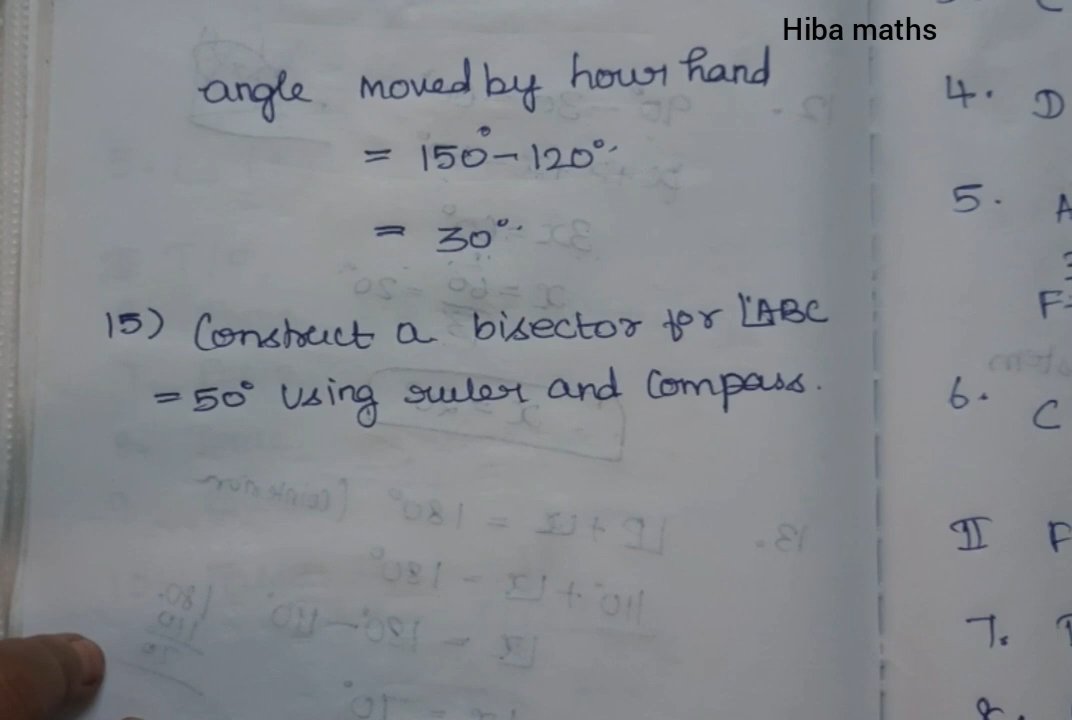 Hiba maths
angle moved by hour hand
= 150° - 120°
= 30°
15) Construct a bisector for ∠ABC
= 50° using ruler and compass.
4. D
5. A
F
6. C
II F
7.
8.